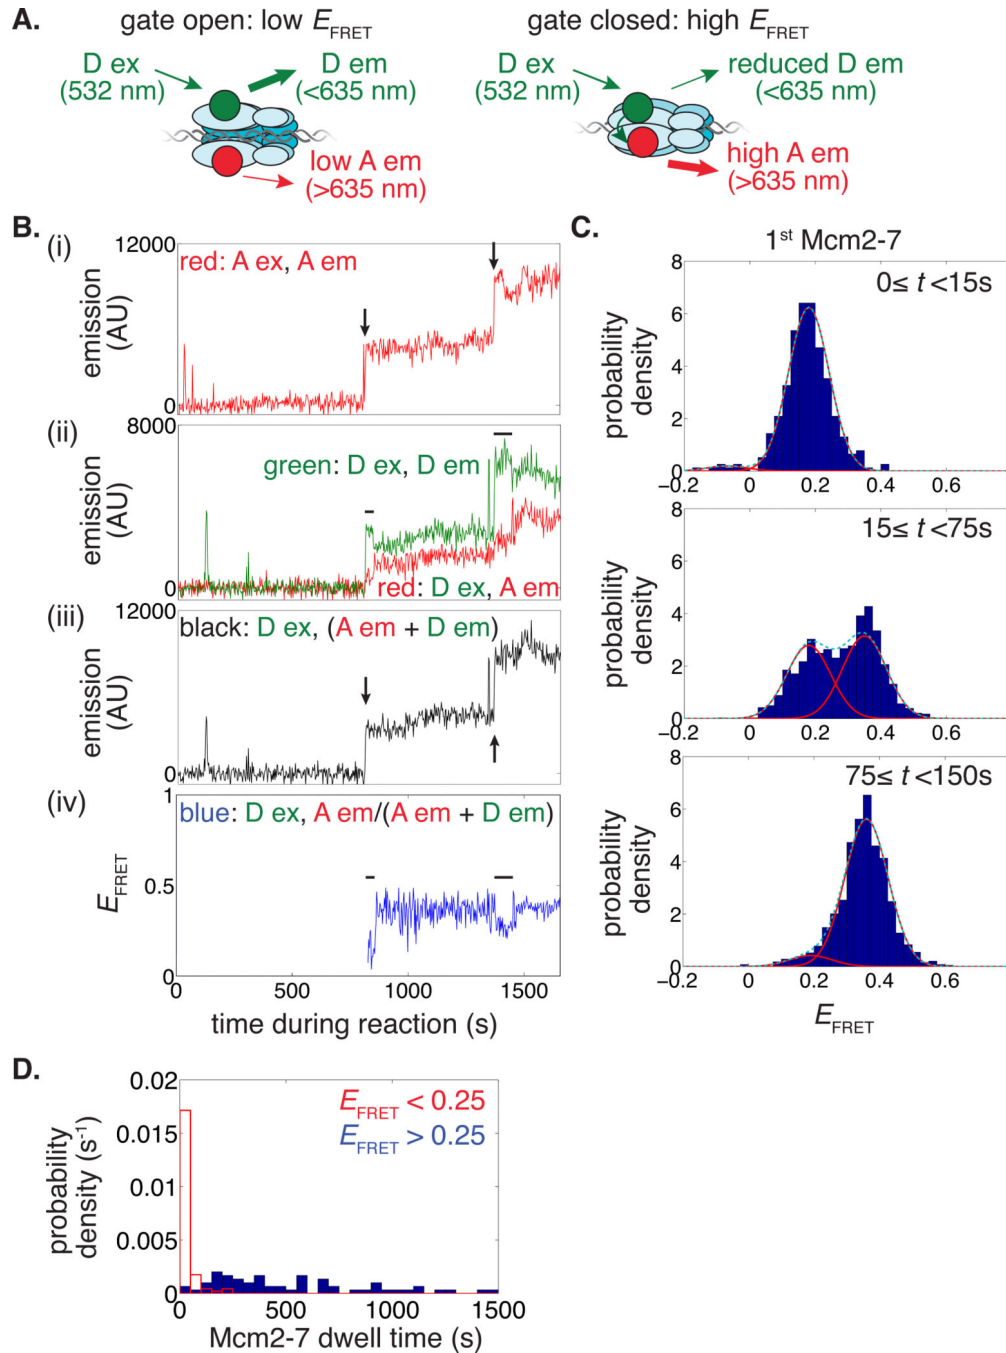 A.
gate open: low E_FRET
gate closed: high E_FRET
D ex
(532 nm)
D em
(<635 nm)
low A em
(>635 nm)
D ex
(532 nm)
reduced D em
(<635 nm)
high A em
(>635 nm)
B.
(i)
12000
0
emission
(AU)
red: A ex, A em
(ii)
8000
0
emission
(AU)
green: D ex, D em
red: D ex, A em
(iii)
12000
0
emission
(AU)
black: D ex, (A em + D em)
(iv)
1
0.5
0
E_FRET
blue: D ex, A em/(A em + D em)
0 500 1000 1500
time during reaction (s)
C.
1st Mcm2-7
0≤ t <15s
8
6
4
2
0
probability
density
−0.2 0 0.2 0.4 0.6
15≤ t <75s
8
6
4
2
0
probability
density
−0.2 0 0.2 0.4 0.6
75≤ t <150s
8
6
4
2
0
probability
density
−0.2 0 0.2 0.4 0.6
E_FRET
D.
0.02
0.015
0.01
0.005
0
probability
density (s-1)
E_FRET < 0.25
E_FRET > 0.25
0 500 1000 1500
Mcm2-7 dwell time (s)